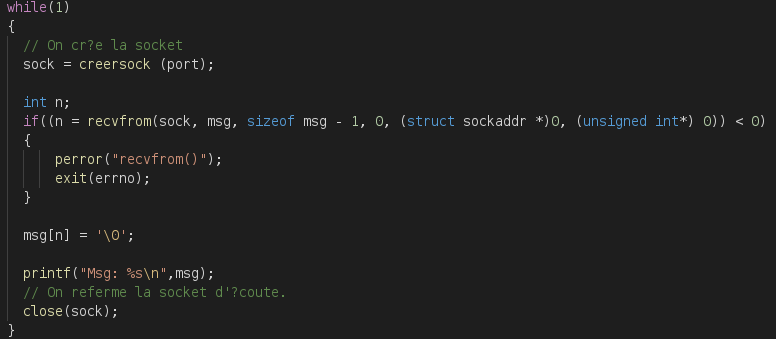 while(1)
{
// On cr?e la socket
sock = creersock (port);
int n;
if((n = recvfrom(sock, msg, sizeof msg - 1, 0, (struct sockaddr *)0, (unsigned int*) 0)) < 0)
{
perror("recvfrom()");
exit(errno);
}
msg[n] = '\0';
printf("Msg: %s\n",msg);
// On referme la socket d'?coute.
close(sock);
}